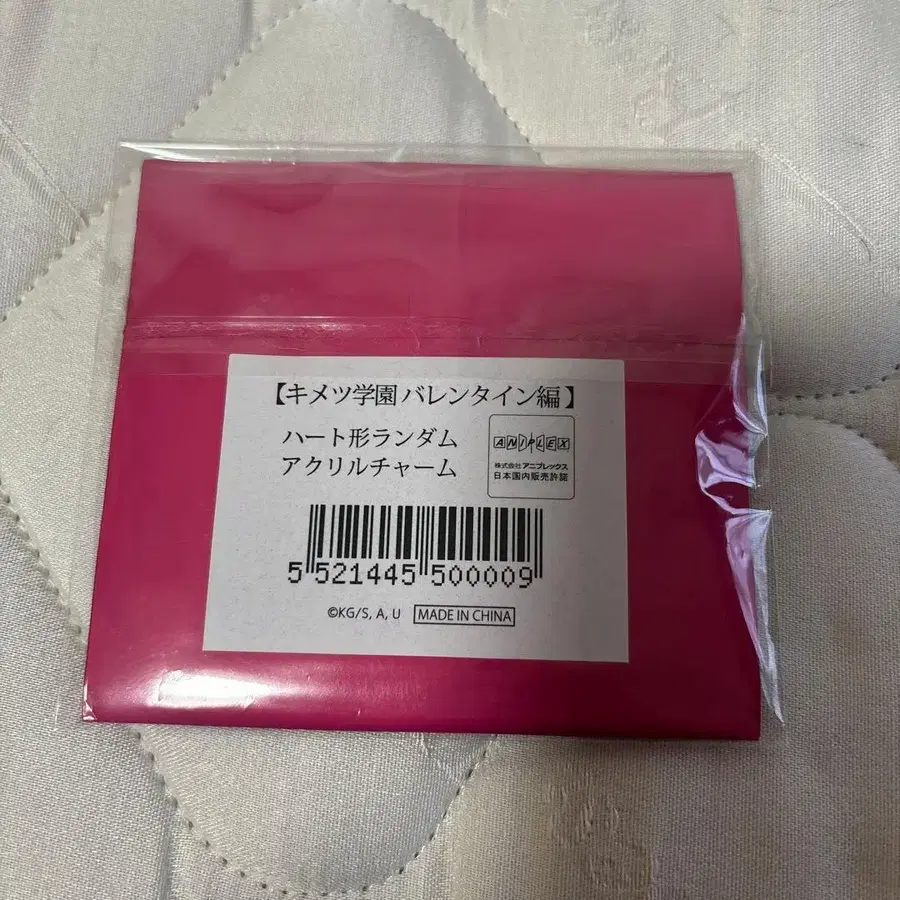 【キメツ学園 バレンタイン編】
ハート形ランダム
アクリルチャーム
ANIPLEX
株式会社 アニプレックス
日本国内販売許諾
5 521445 500009
©KG/S, A, U MADE IN CHINA